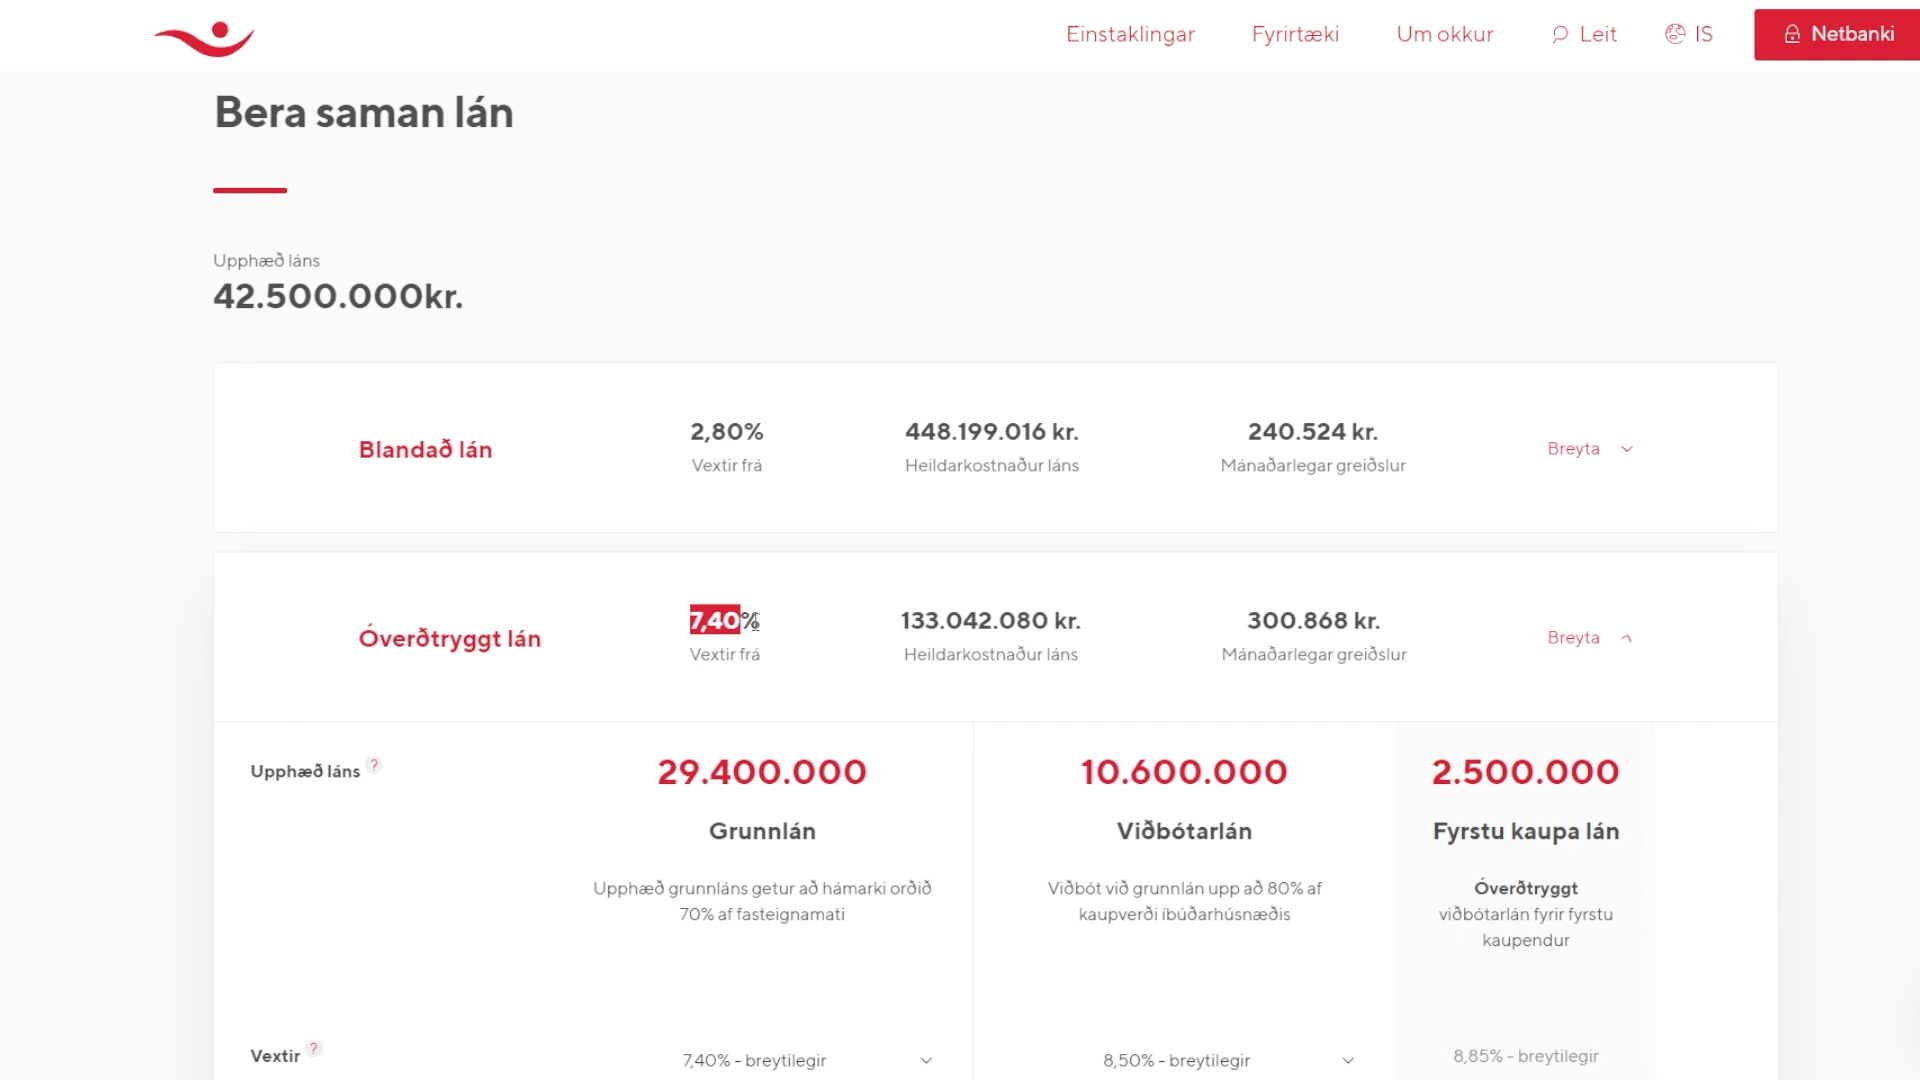 Einstaklingar Fyrirtæki Um okkur Leit IS Netbanki
Bera saman lán
Upphæð láns
42.500.000kr.
Blandað lán
2,80%
Vextir frá
448.199.016 kr.
Heildarkostnaður láns
240.524 kr.
Mánaðarlegar greiðslur
Breyta
Óverðtryggt lán
7,40%
Vextir frá
133.042.080 kr.
Heildarkostnaður láns
300.868 kr.
Mánaðarlegar greiðslur
Breyta
Upphæð láns ?
29.400.000
Grunnlán
Upphæð grunnláns getur að hámarki orðið
70% af fasteignamati
10.600.000
Viðbótarlán
Viðbót við grunnlán upp að 80% af
kaupverði íbúðarhúsnæðis
2.500.000
Fyrstu kaupa lán
Óverðtryggt
viðbótarlán fyrir fyrstu
kaupendur
Vextir ?
7,40% - breytilegir
8,50% - breytilegir
8,85% - breytilegir